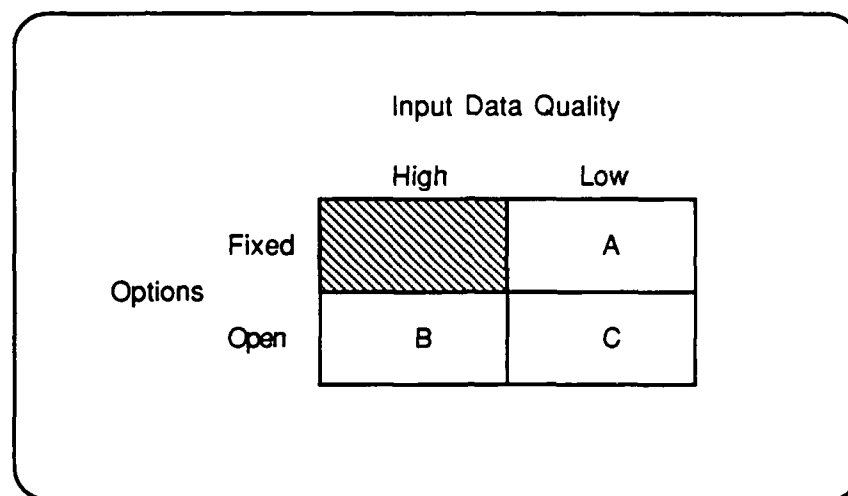 Input Data Quality
High Low
Fixed A
Options
Open B C